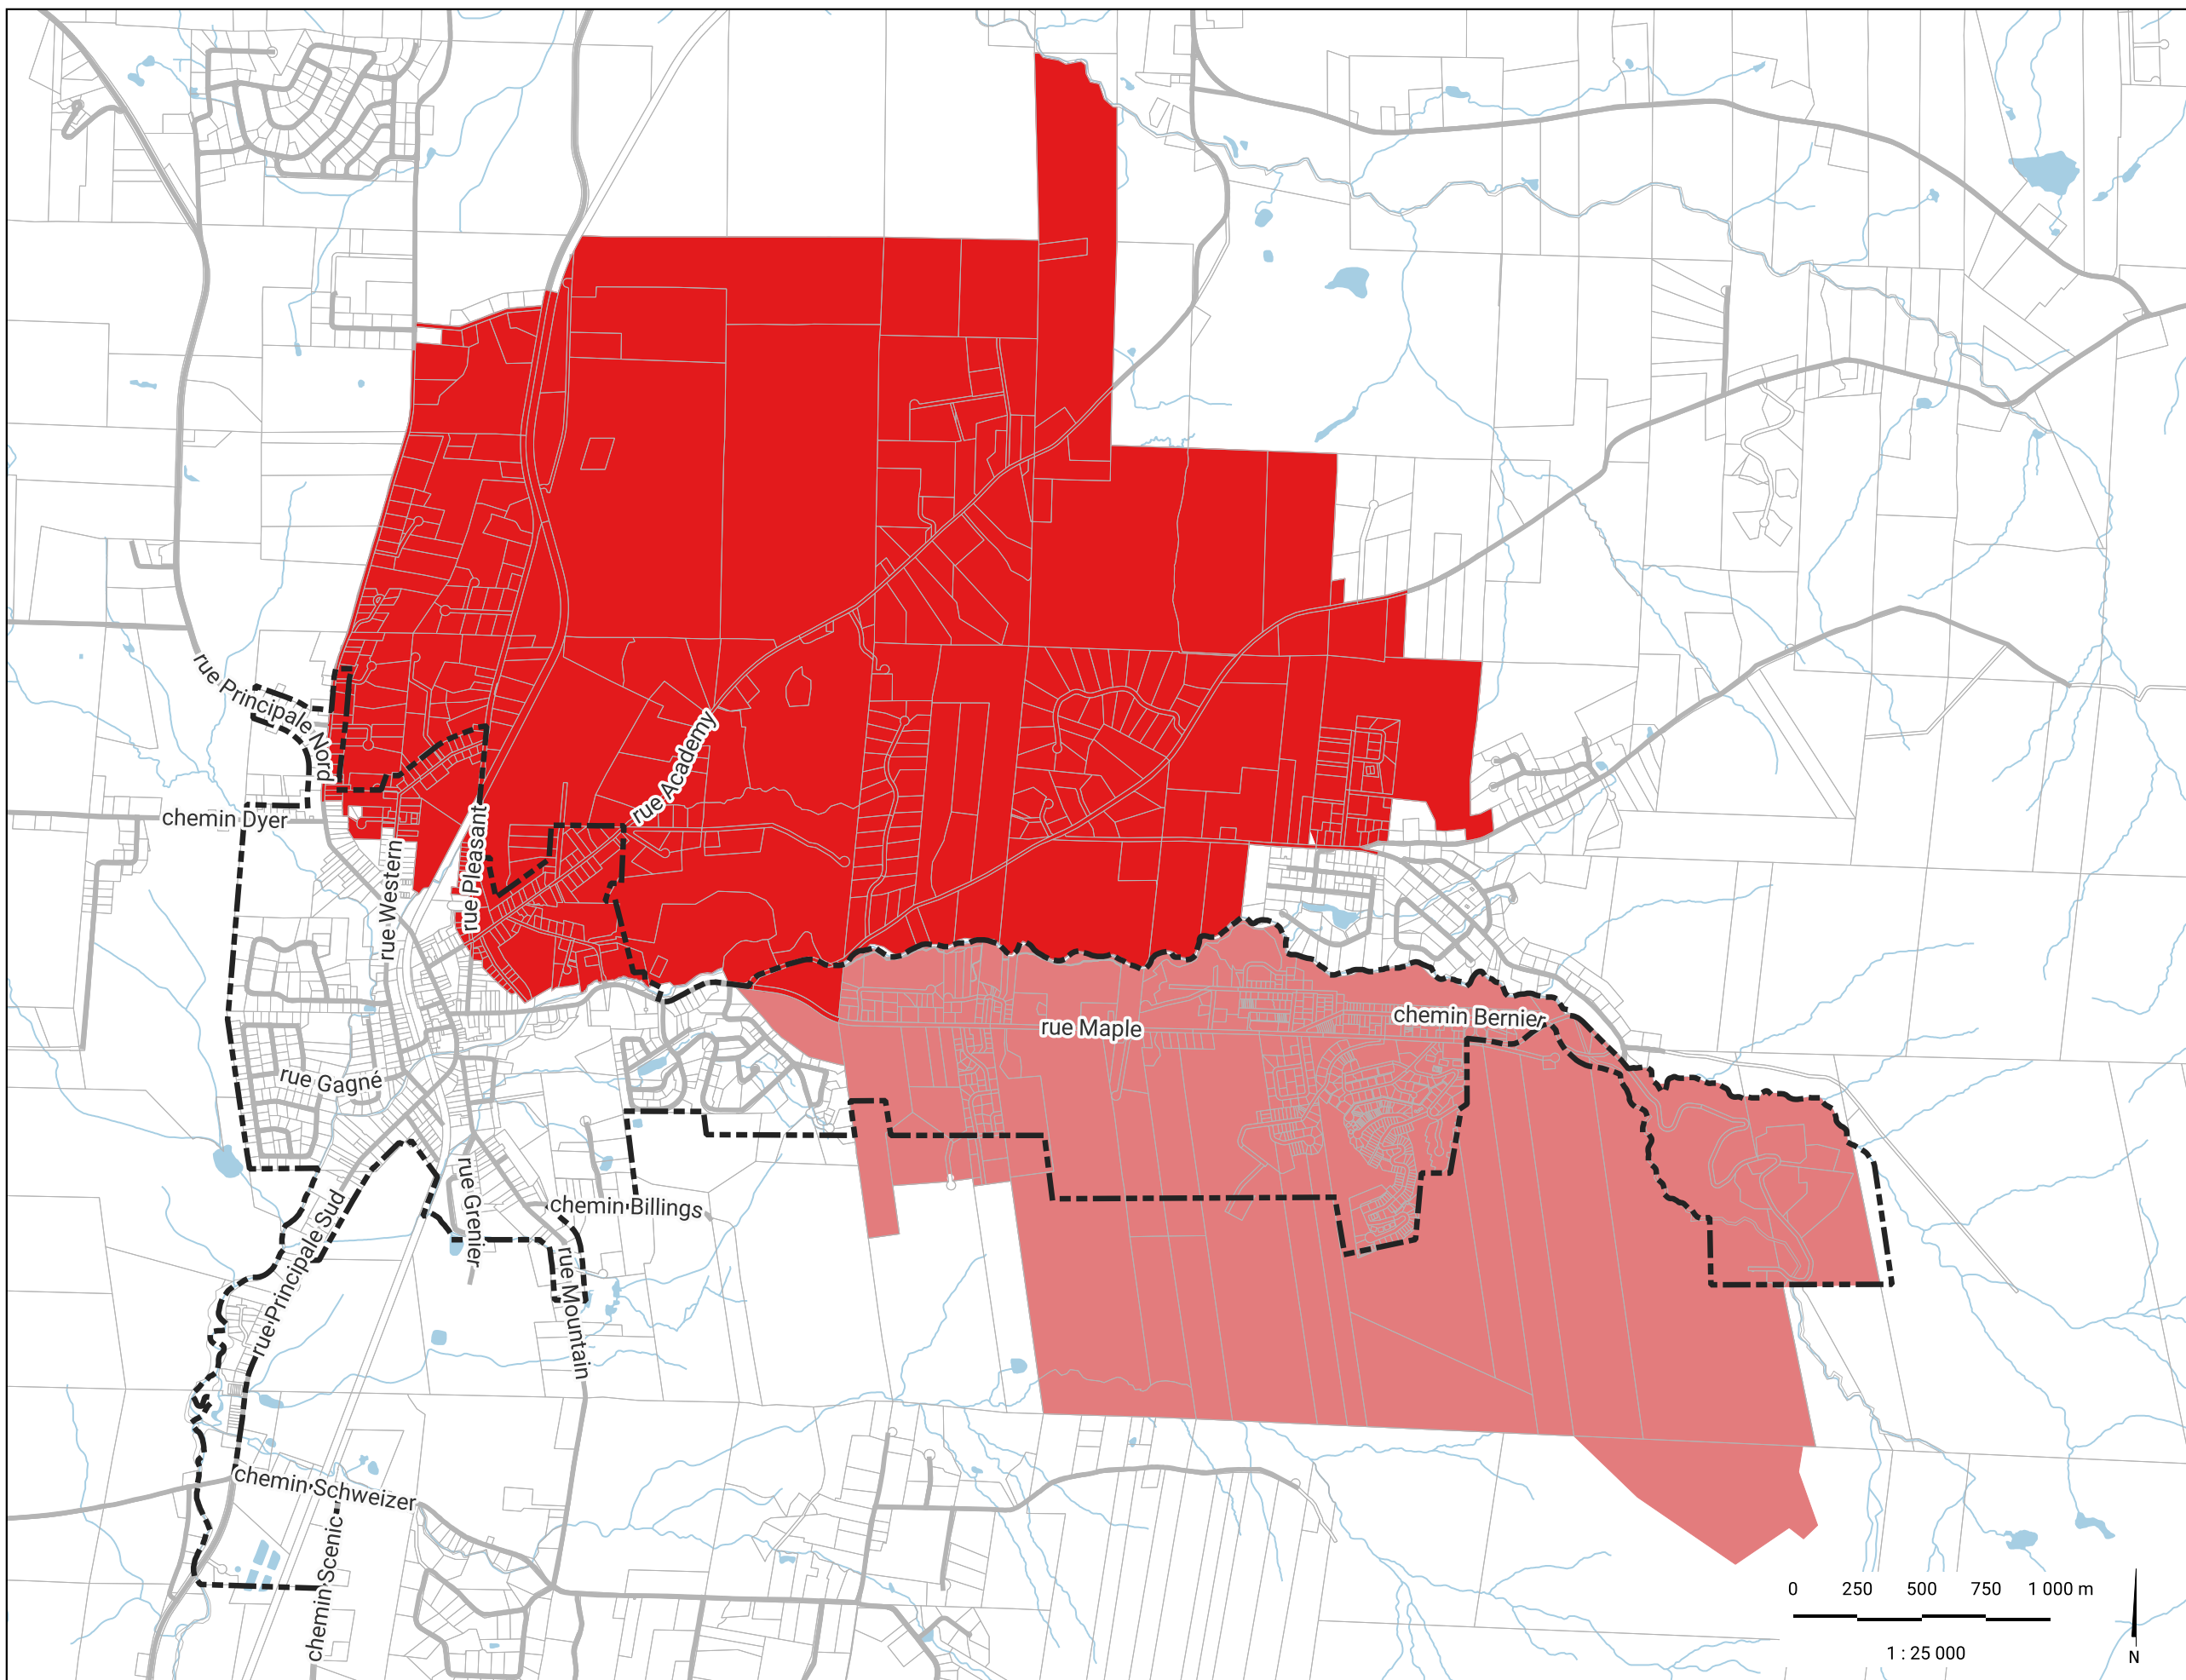 rue Principale Nord
chemin Dyer
rue Western
rue Pleasant
rue Academy
rue Maple
chemin Bernier
rue Gagné
rue Grenier
chemin Billings
rue Principale Sud
rue Mountain
chemin Schweizer
chemin Scenic
0 250 500 750 1 000 m
1 : 25 000
N